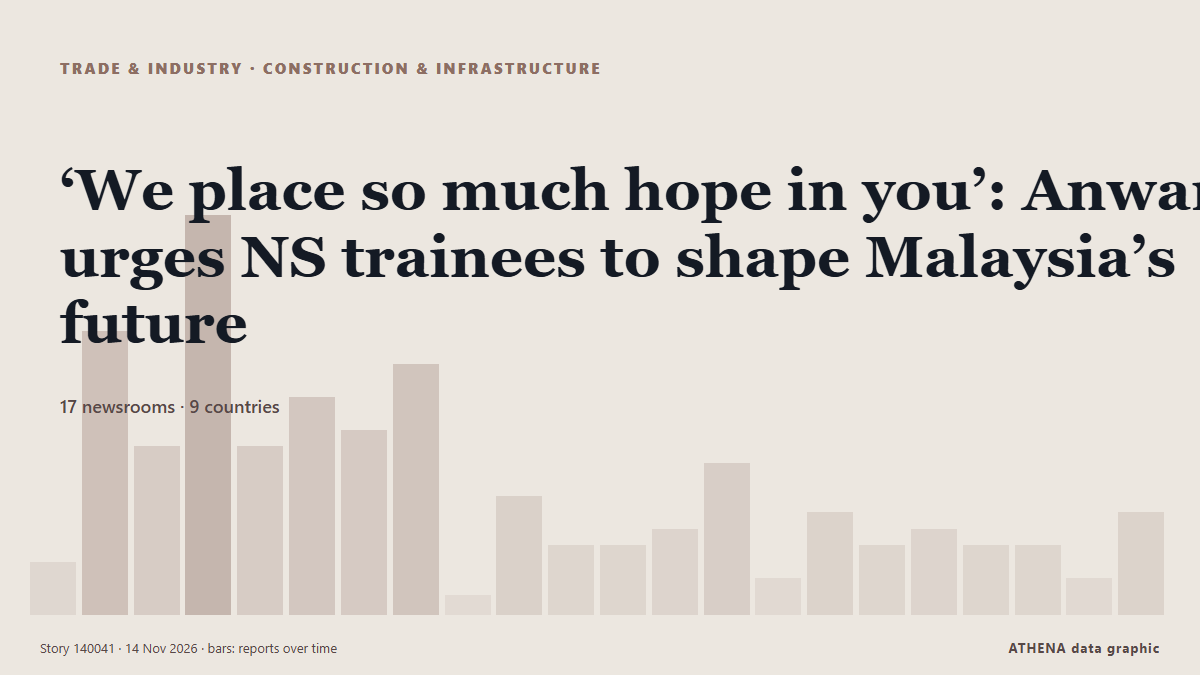 TRADE & INDUSTRY · CONSTRUCTION & INFRASTRUCTURE
‘We place so much hope in you’: Anwar
urges NS trainees to shape Malaysia’s
future
17 newsrooms · 9 countries
Story 140041 · 14 Nov 2026 · bars: reports over time
ATHENA data graphic